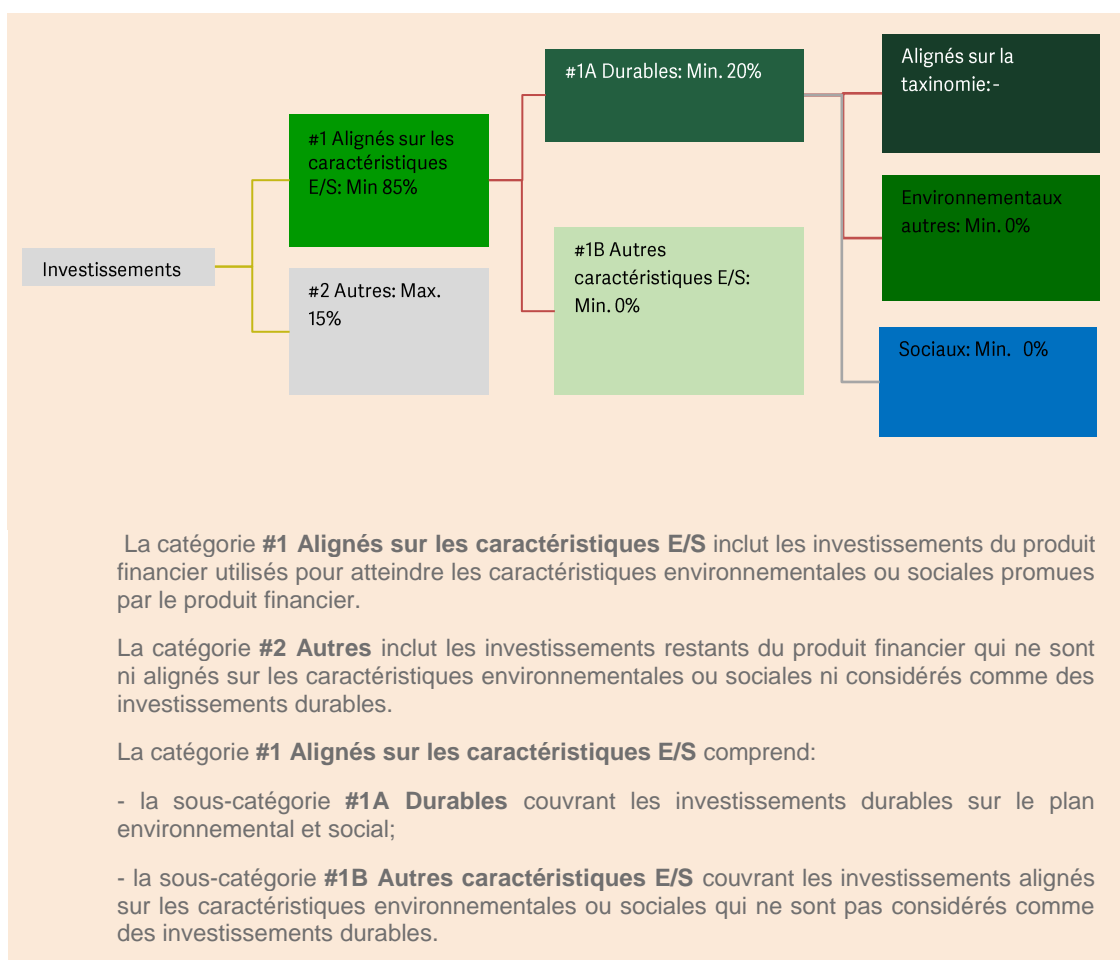 Investissements
#1 Alignés sur les
caractéristiques
E/S: Min 85%
#2 Autres: Max.
15%
#1A Durables: Min. 20%
#1B Autres
caractéristiques E/S:
Min. 0%
Alignés sur la
taxinomie:-
Environnementaux
autres: Min. 0%
Sociaux: Min. 0%
La catégorie #1 Alignés sur les caractéristiques E/S inclut les investissements du produit
financier utilisés pour atteindre les caractéristiques environnementales ou sociales promues
par le produit financier.
La catégorie #2 Autres inclut les investissements restants du produit financier qui ne sont
ni alignés sur les caractéristiques environnementales ou sociales ni considérés comme des
investissements durables.
La catégorie #1 Alignés sur les caractéristiques E/S comprend:
- la sous-catégorie #1A Durables couvrant les investissements durables sur le plan
environnemental et social;
- la sous-catégorie #1B Autres caractéristiques E/S couvrant les investissements alignés
sur les caractéristiques environnementales ou sociales qui ne sont pas considérés comme
des investissements durables.